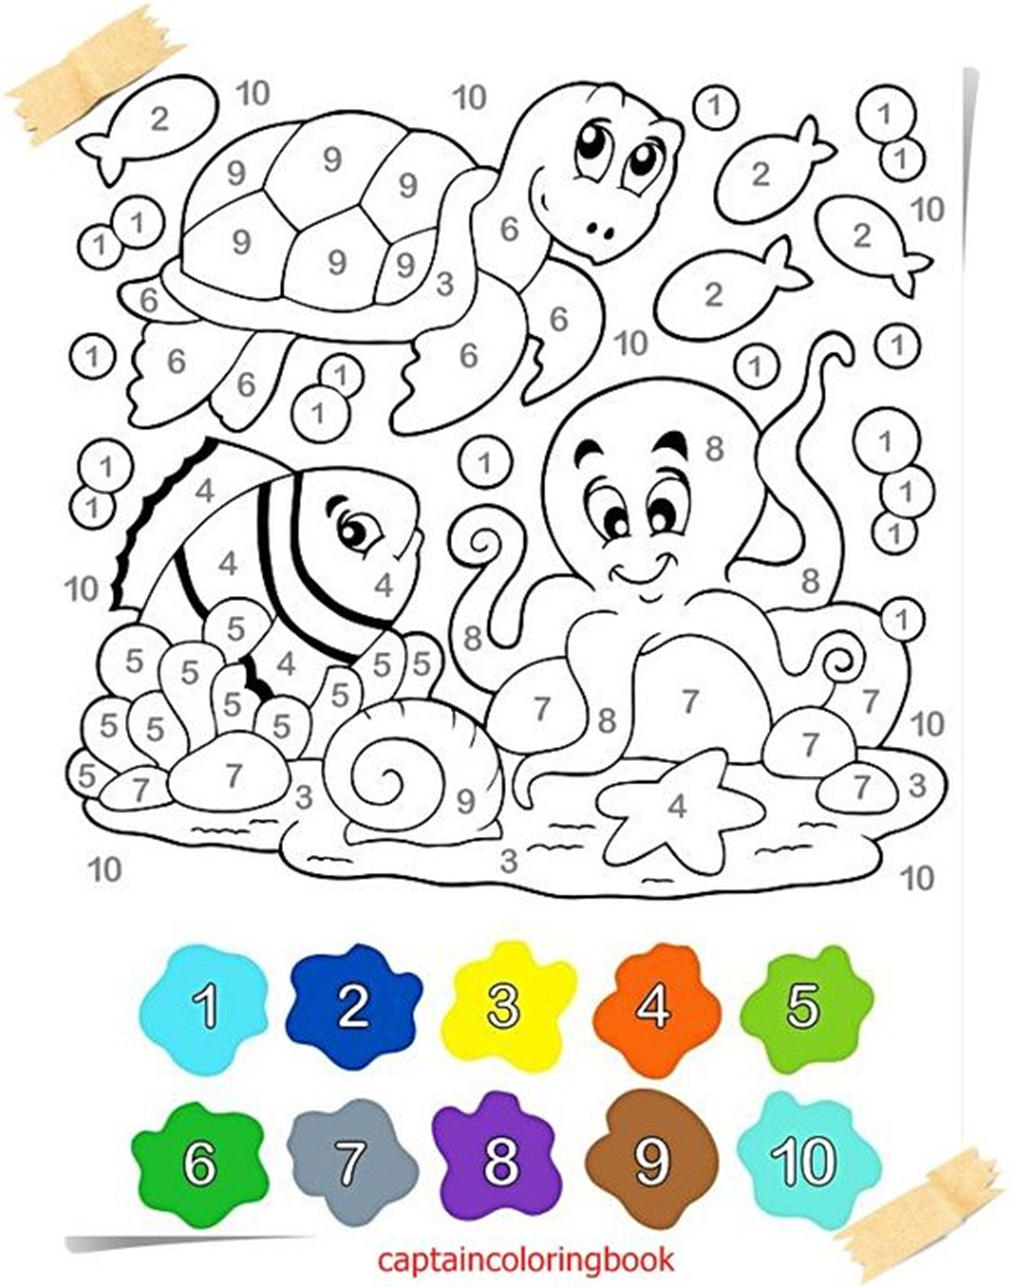 10 10 1 1
2
1
9 9 2
9
1 10
1 6 2
9 9 9
3 2
6 6
10
1 6 6 1 1 1
6
1
1 8 1
1
4 1
1 1
4 8
10 4
5 8 1
5 5 4 5 5
5 5 7 7 7
5 5 5 8 10
7
5 7 7 3 9 4 7 3
10 3 10
1 2 3 4 5
6 7 8 9 10
captaincoloringbook